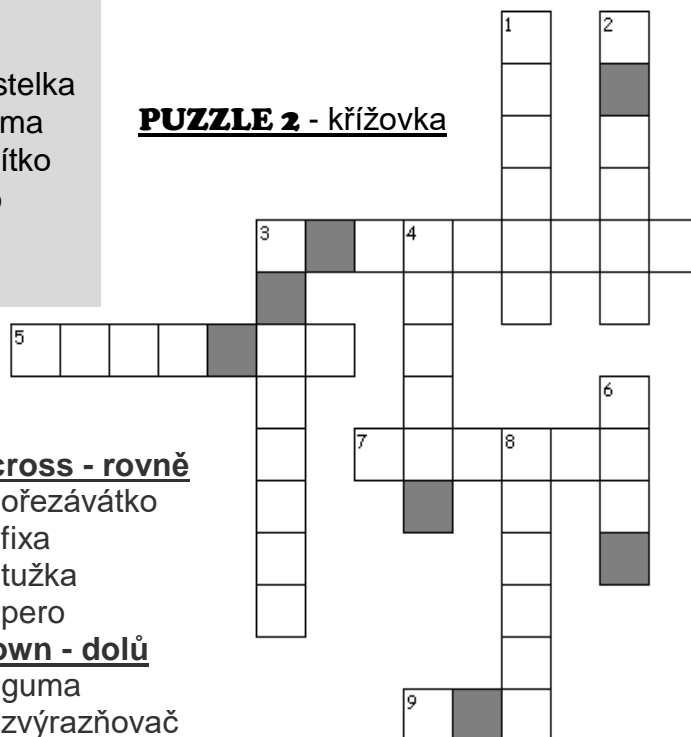 stelka
ma
ítko
PUZZLE 2 - křížovka
1 2
3 4
5
6
7 8
cross - rovně
ořezávátko
fixa
tužka
pero
own - dolů
guma
zvýrazňovač
9